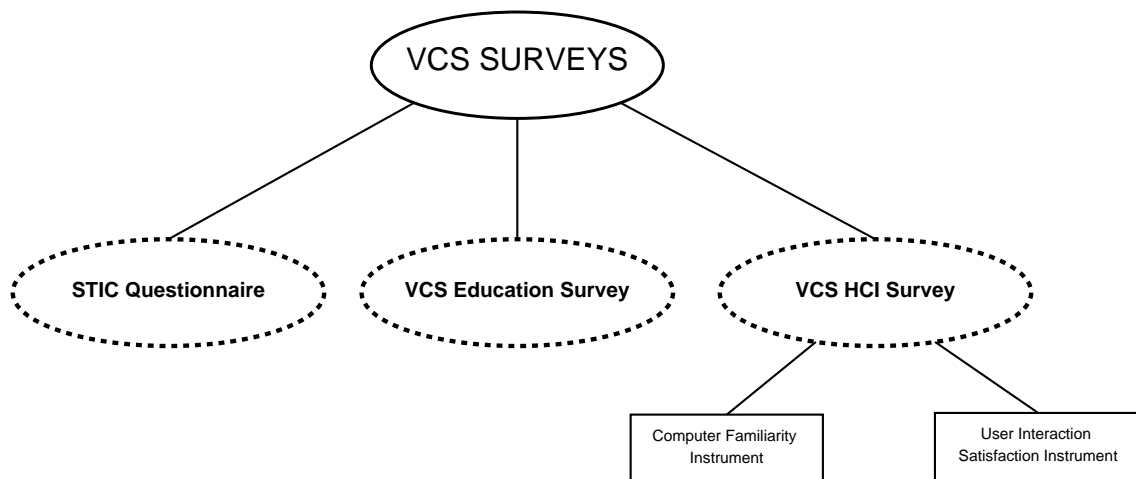 VCS SURVEYS
STIC Questionnaire
VCS Education Survey
VCS HCI Survey
Computer Familiarity
Instrument
User Interaction
Satisfaction Instrument